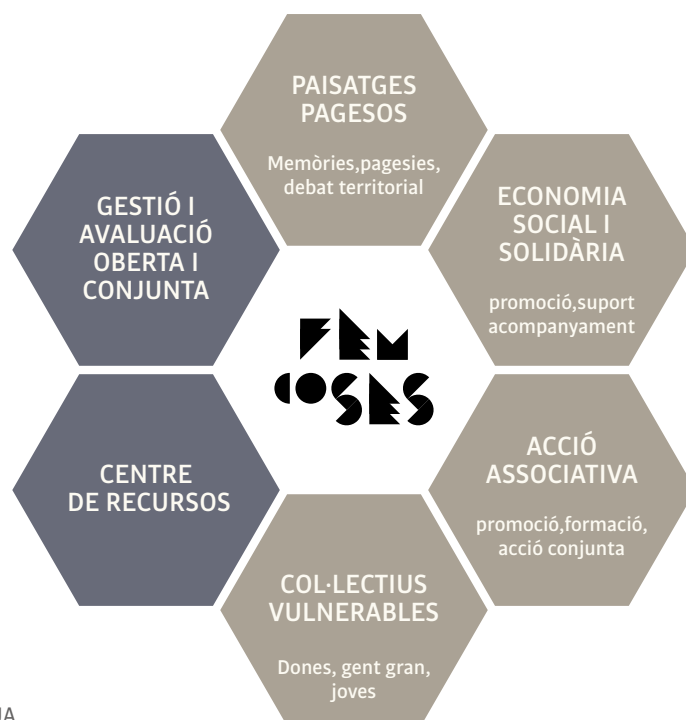 PAISATGES
PAGESOS
Memòries,pagesies,
debat territorial
GESTIÓ I
AVALUACIÓ
OBERTA I
CONJUNTA
ECONOMIA
SOCIAL I
SOLIDÀRIA
promoció,suport
acompanyament
FEM
COSES
CENTRE
DE RECURSOS
ACCIÓ
ASSOCIATIVA
promoció,formació,
acció conjunta
COL·LECTIUS
VULNERABLES
Dones, gent gran,
joves